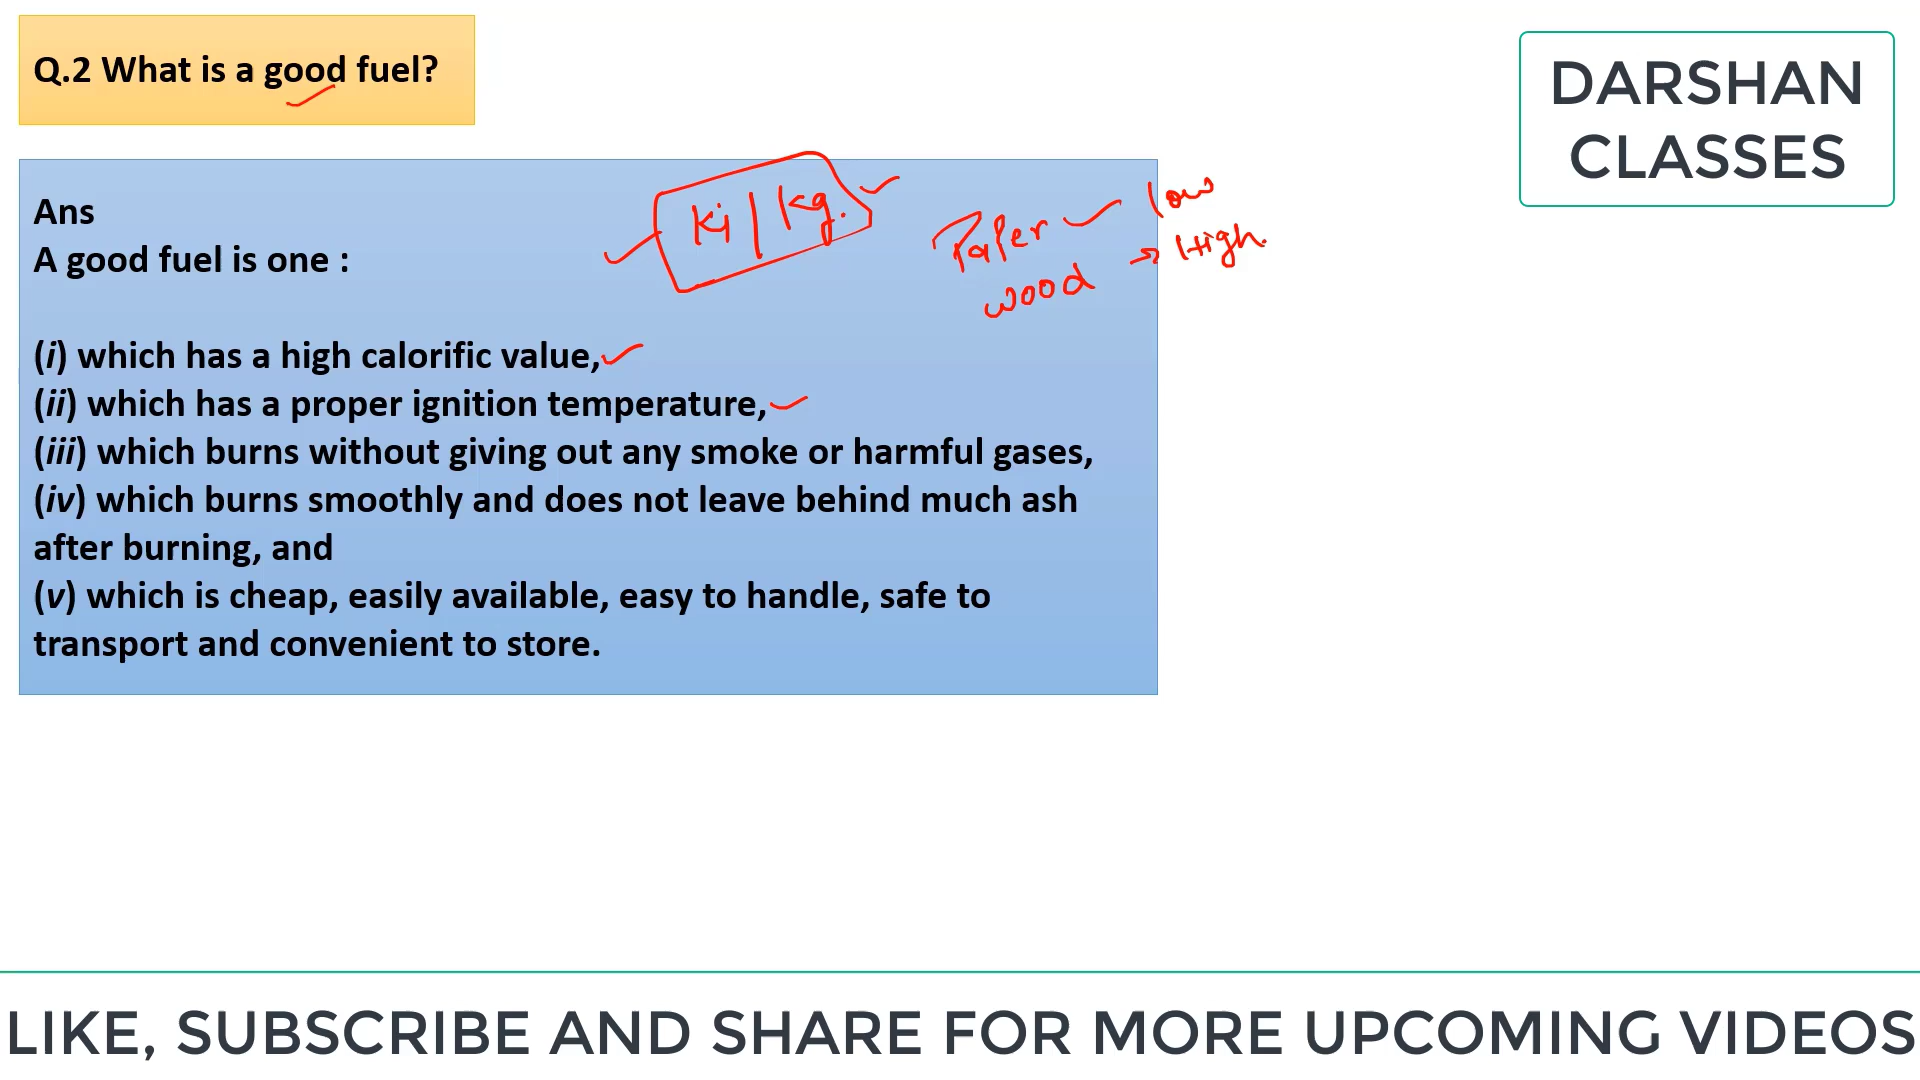 Q.2 What is a good fuel?
DARSHAN
CLASSES
Ans
A good fuel is one :
Kj | Kg.
Paper low
wood → High.
(i) which has a high calorific value,
(ii) which has a proper ignition temperature,
(iii) which burns without giving out any smoke or harmful gases,
(iv) which burns smoothly and does not leave behind much ash
after burning, and
(v) which is cheap, easily available, easy to handle, safe to
transport and convenient to store.
LIKE, SUBSCRIBE AND SHARE FOR MORE UPCOMING VIDEOS